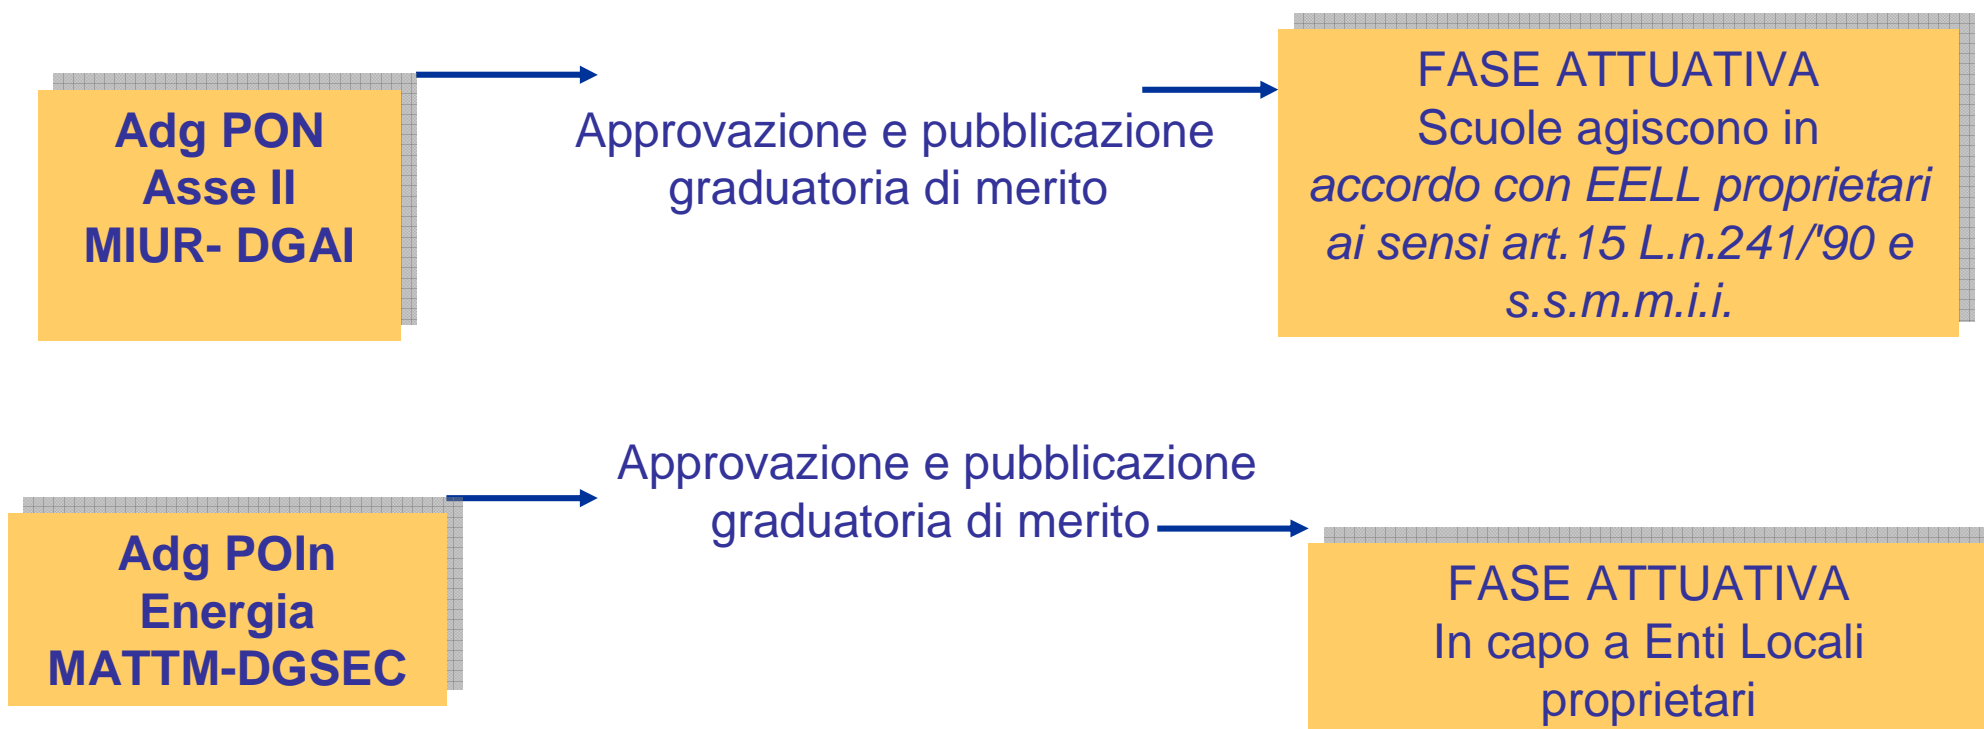 Adg PON
Asse II
MIUR- DGAI
Approvazione e pubblicazione
graduatoria di merito
FASE ATTUATIVA
Scuole agiscono in
accordo con EELL proprietari
ai sensi art.15 L.n.241/'90 e
s.s.m.m.i.i.
Adg POIn
Energia
MATTM-DGSEC
Approvazione e pubblicazione
graduatoria di merito
FASE ATTUATIVA
In capo a Enti Locali
proprietari